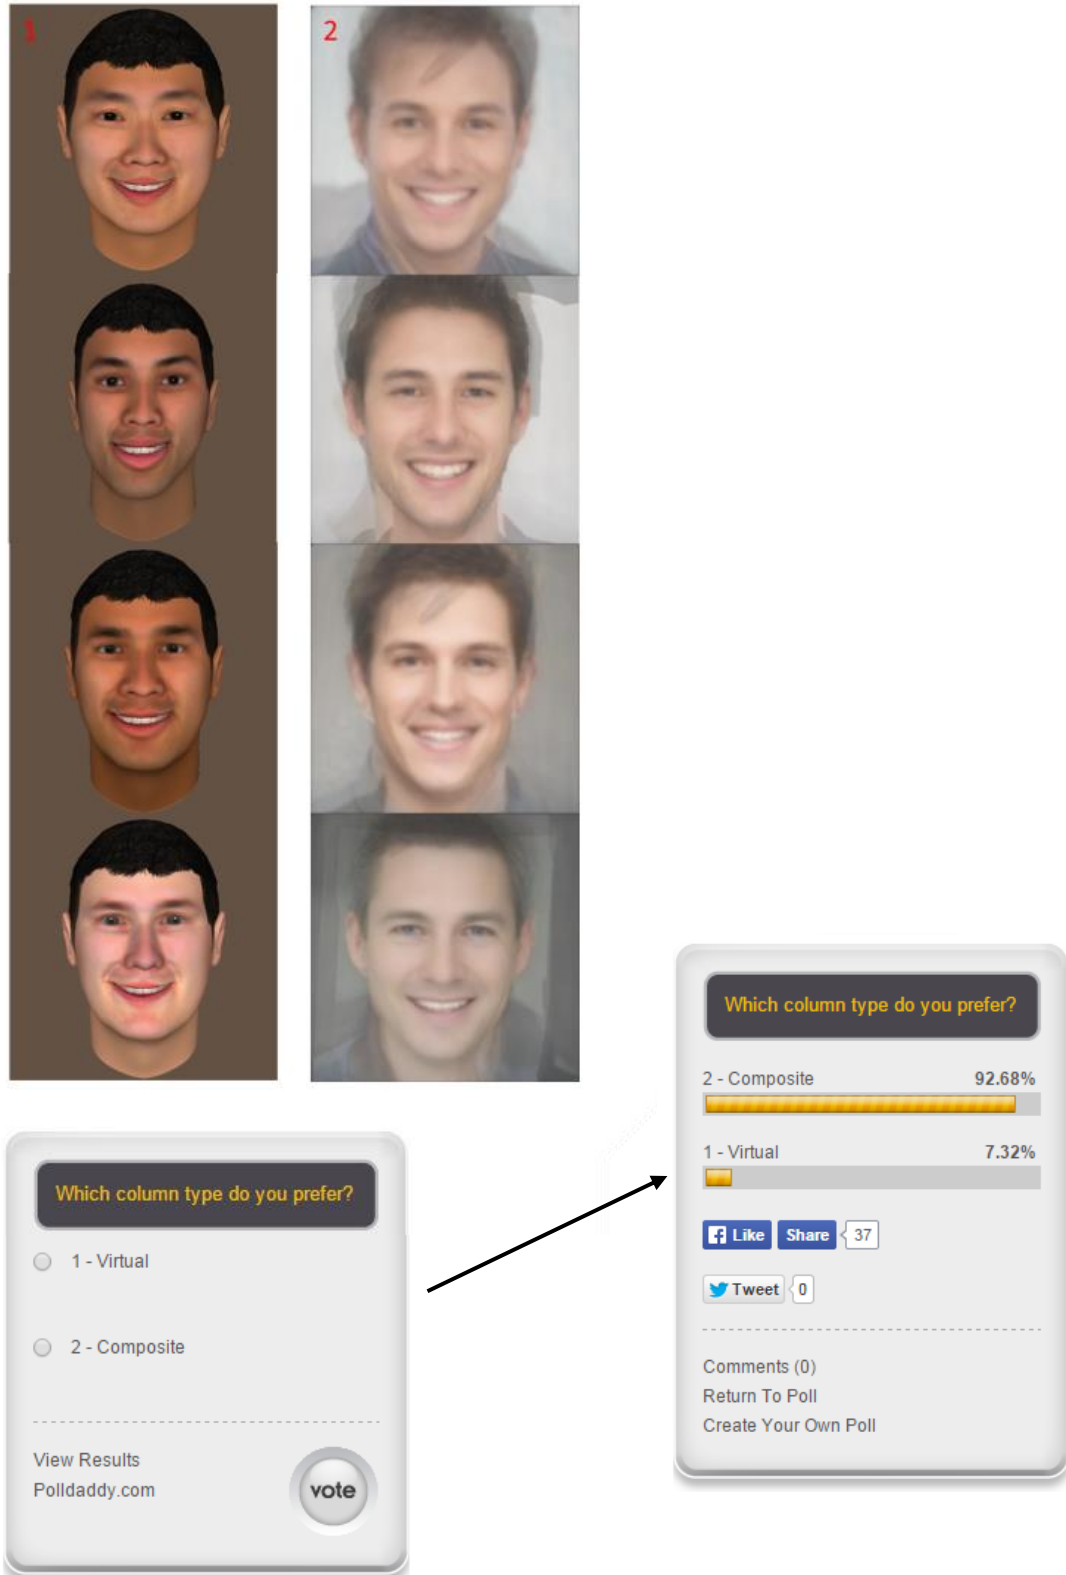 1
2
Which column type do you prefer?
1 - Virtual
2 - Composite
View Results
Polldaddy.com
vote
Which column type do you prefer?
2 - Composite 92.68%
1 - Virtual 7.32%
Like Share 37
Tweet 0
Comments (0)
Return To Poll
Create Your Own Poll